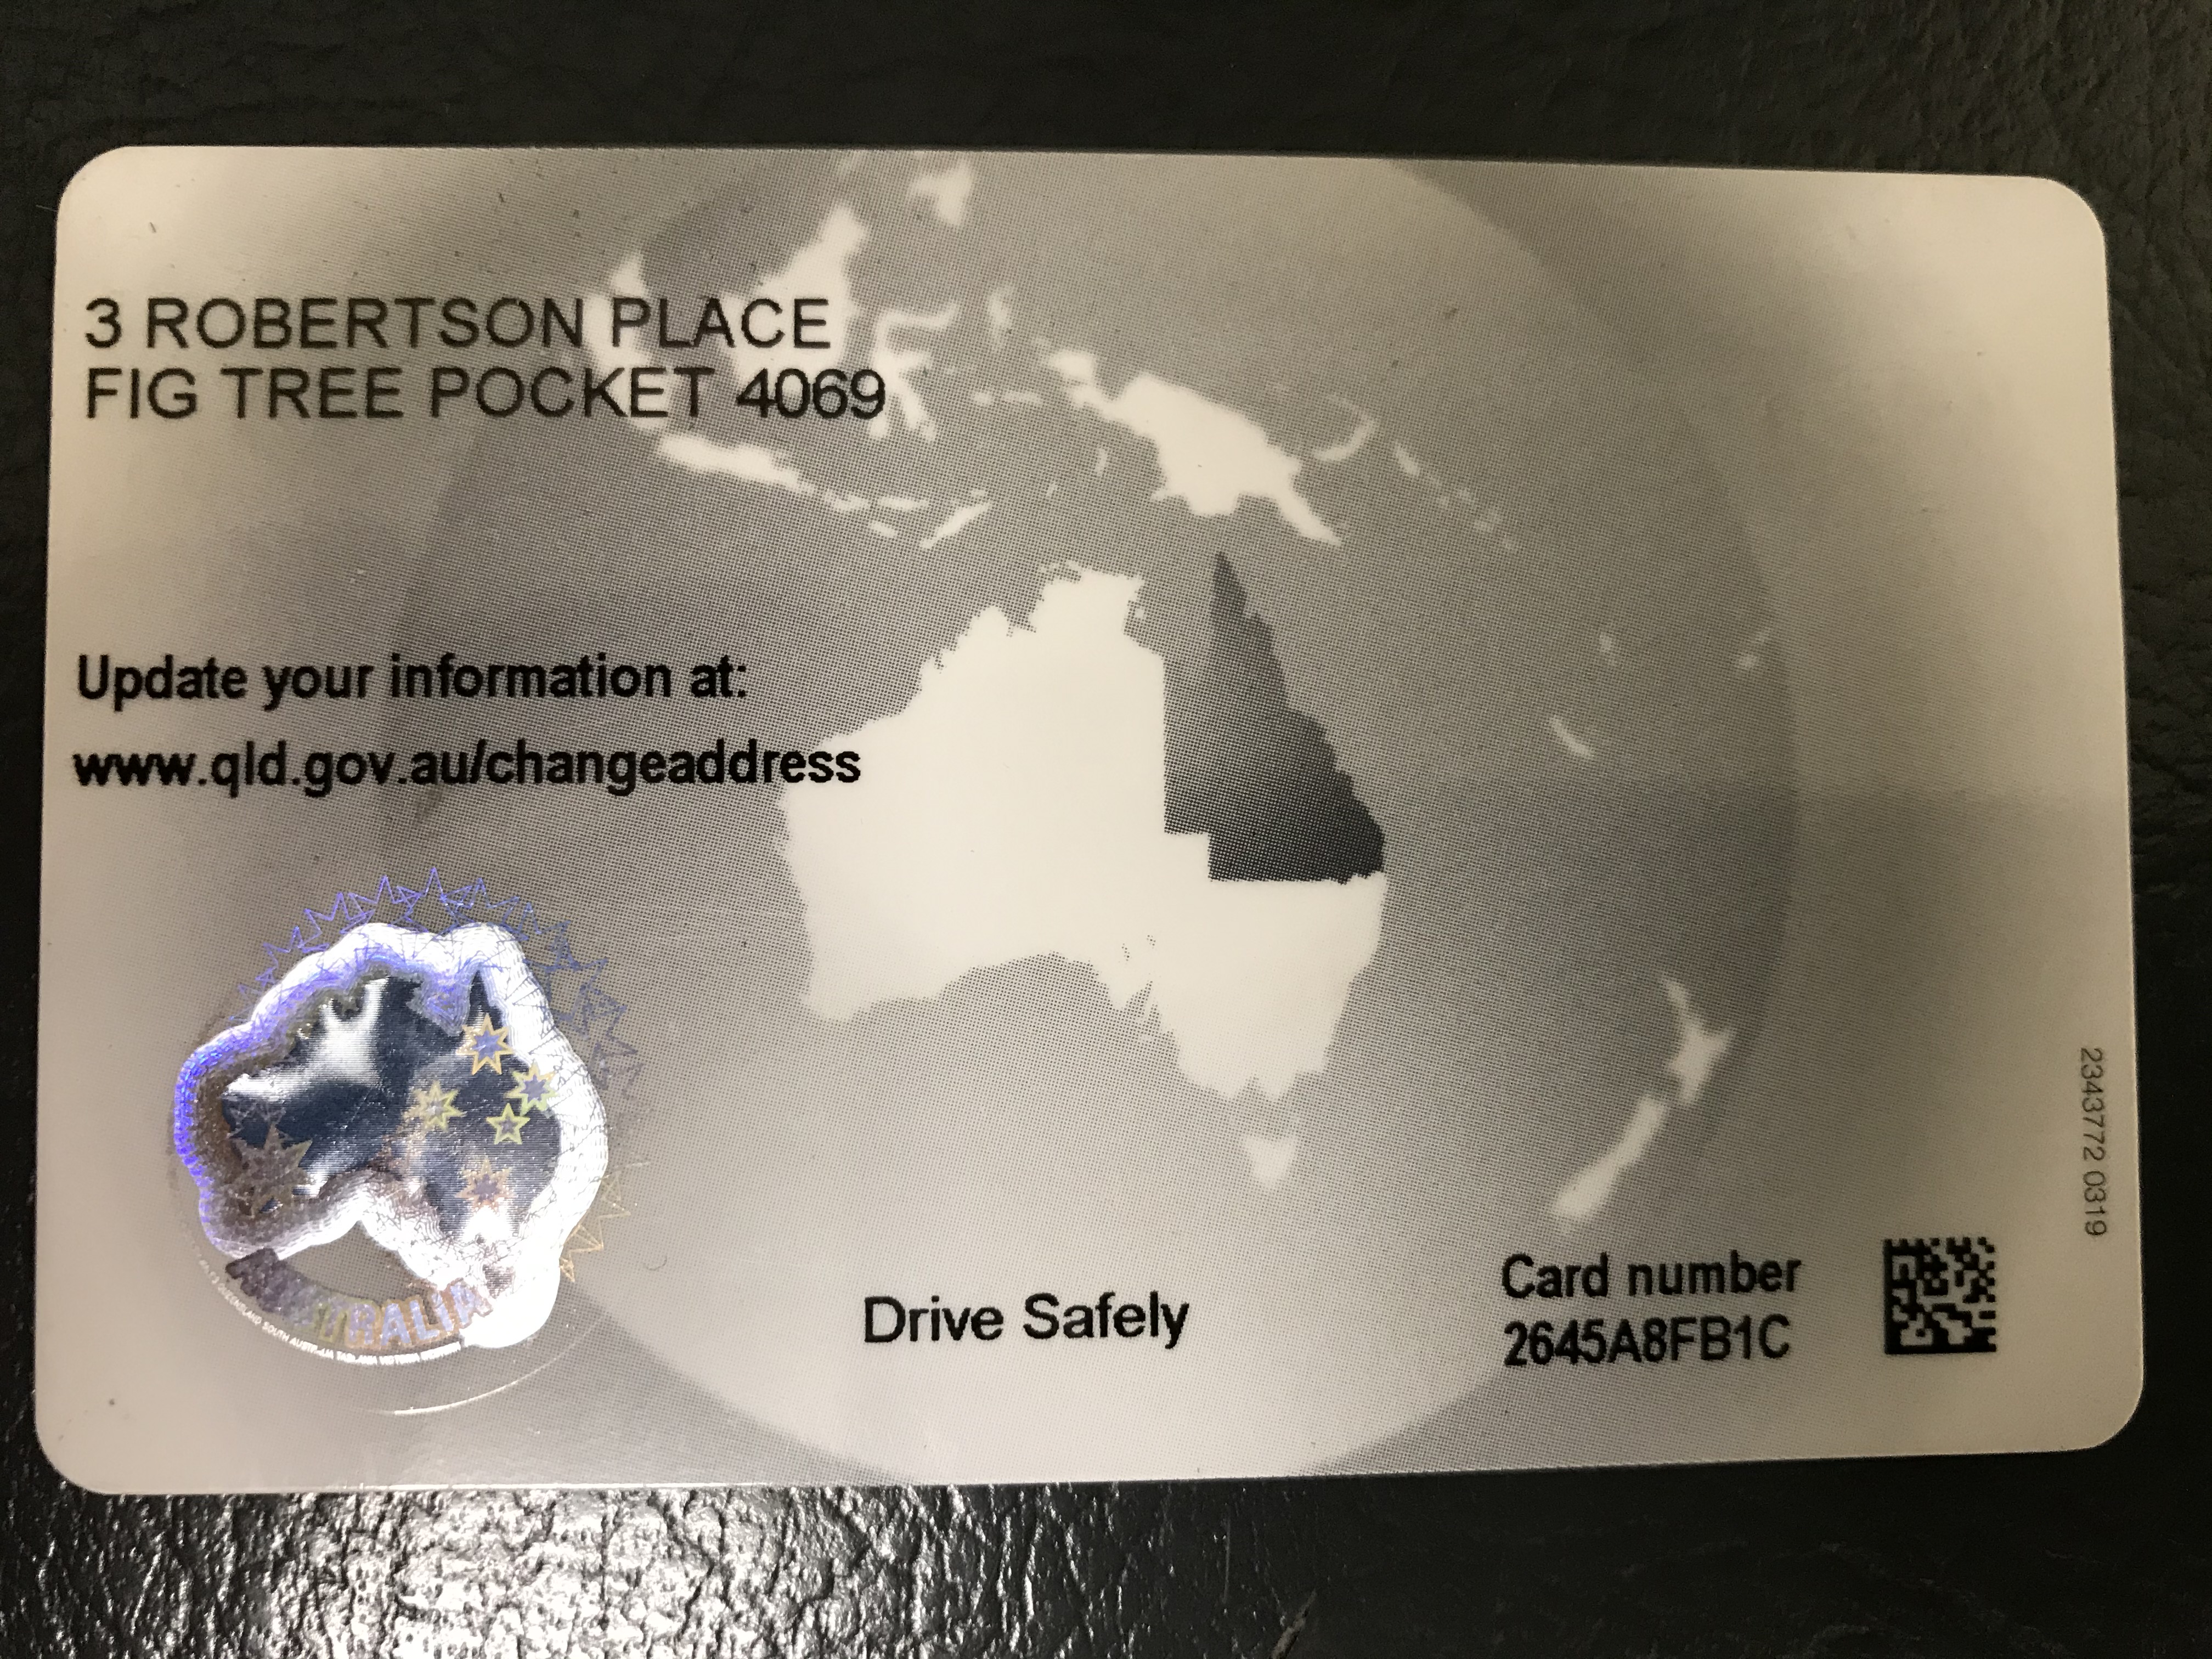 3 ROBERTSON PLACE
FIG TREE POCKET 4069
Update your information at:
www.qld.gov.au/changeaddress
AUSTRALIA
Drive Safely
Card number
2645A8FB1C
2343772 0319